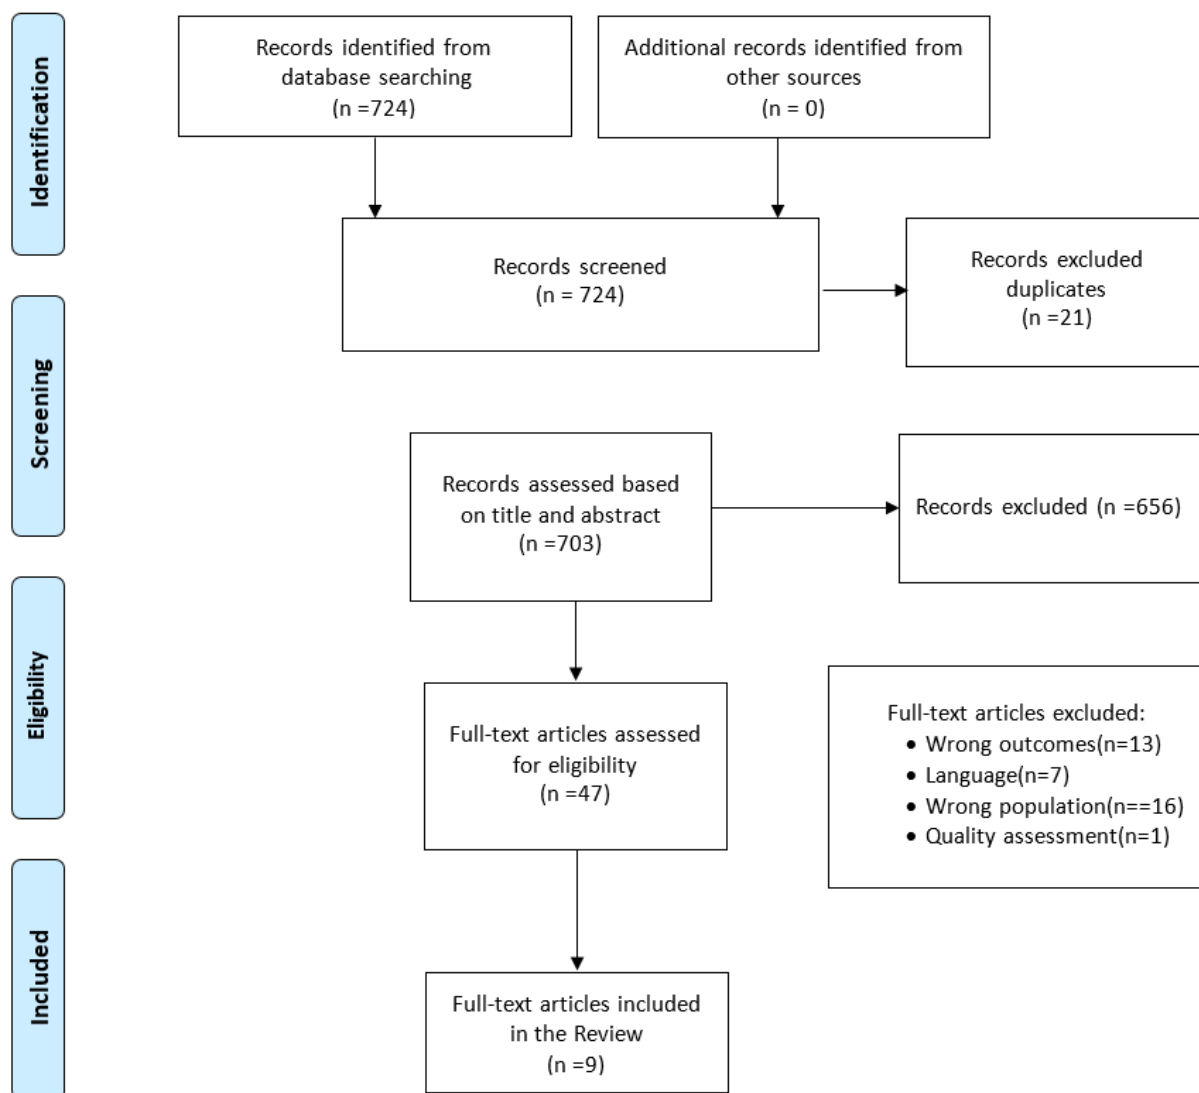 Identification
Records identified from
database searching
(n =724)
Additional records identified from
other sources
(n = 0)
Records screened
(n = 724)
Records excluded
duplicates
(n =21)
Screening
Records assessed based
on title and abstract
(n =703)
Records excluded (n =656)
Eligibility
Full-text articles assessed
for eligibility
(n =47)
Full-text articles excluded:
• Wrong outcomes(n=13)
• Language(n=7)
• Wrong population(n==16)
• Quality assessment(n=1)
Included
Full-text articles included
in the Review
(n =9)